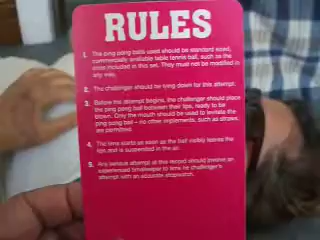 RULES
1. The ping pong balls used should be standard sized,
commercially available table tennis ball, such as the
ones included in this set. They must not be modified in
any way.
2. The challenger should be lying down for this attempt.
3. Before the attempt begins, the challenger should place
the ping pong ball between their lips, ready to be
blown. Only the mouth should be used to levitate the
ping pong ball – no other implements, such as straws,
are permitted.
4. The time starts as soon as the ball visibly leaves the
lips and is suspended in the air.
5. Any serious attempt at this record should involve an
experienced timekeeper to time he challenger's
attempt with an accurate stopwatch.